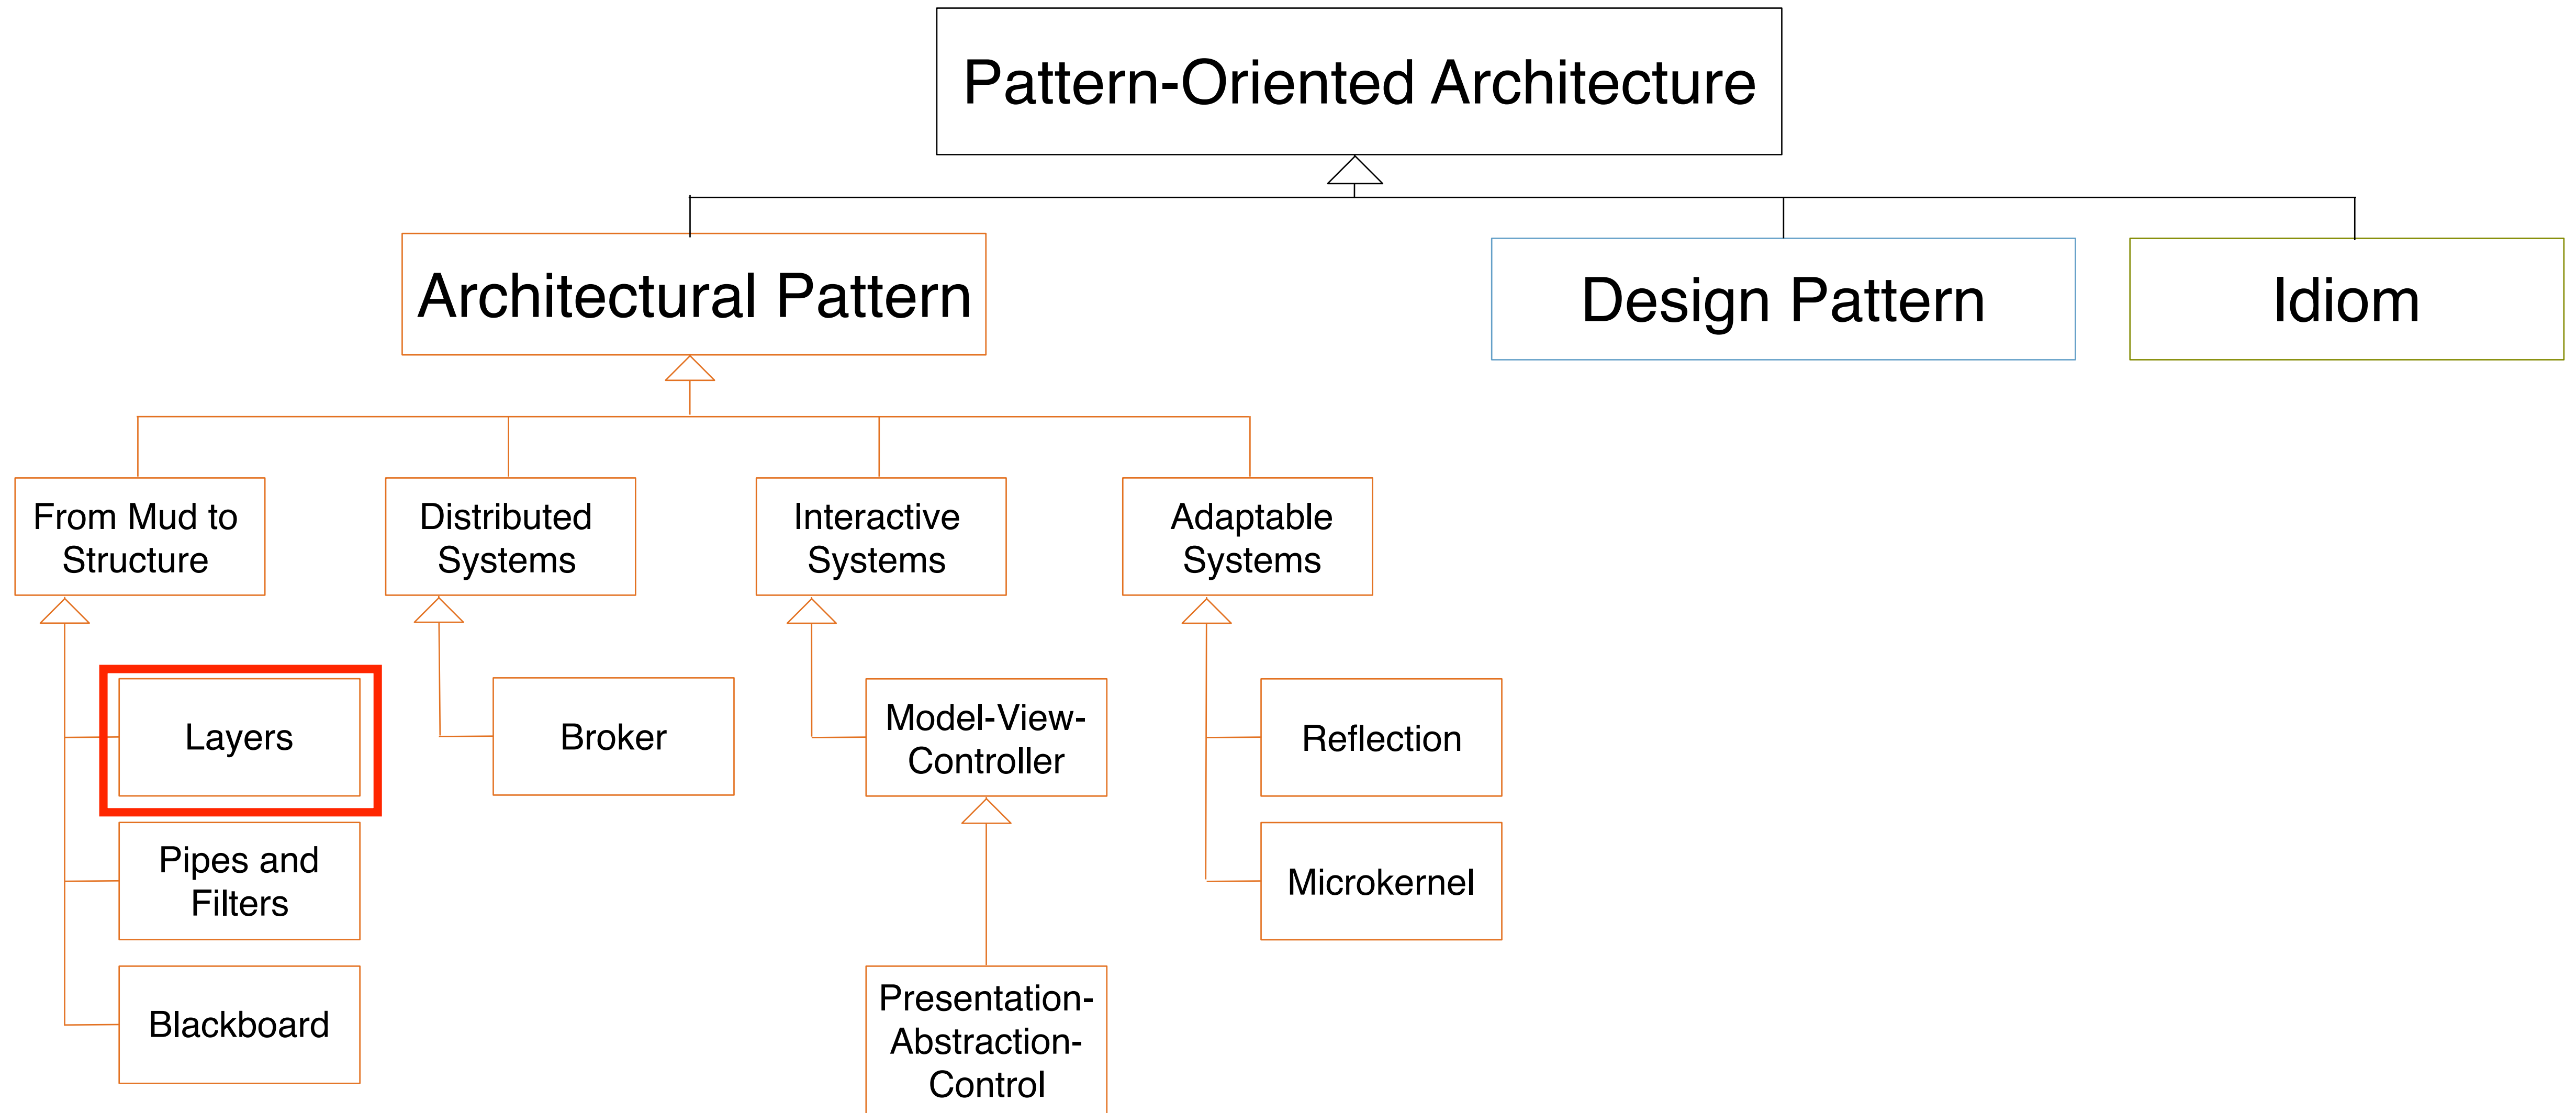 Pattern-Oriented Architecture
Architectural Pattern
Design Pattern
Idiom
From Mud to
Structure
Distributed
Systems
Interactive
Systems
Adaptable
Systems
Layers
Broker
Model-View-
Controller
Reflection
Pipes and
Filters
Microkernel
Blackboard
Presentation-
Abstraction-
Control